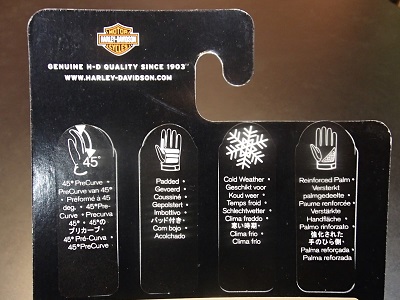 MOTOR
HARLEY-DAVIDSON
CYCLES
GENUINE H-D QUALITY SINCE 1903™
WWW.HARLEY-DAVIDSON.COM
45°
45° PreCurve •
PreCurve van 45°
• Préformé à 45
deg. • 45°Pre-
Curve • Precurva
45° • 45°の
プリカーブ •
45° Pré-Curva •
45°PreCurve
Padded
Gevoerd •
Coussiné
Gepolstert
Imbottivo •
パッド付き •
Com bojo •
Acolchado
Cold Weather •
Geschikt voor
Koud weer •
Temps froid •
Schlechtwetter
Clima freddo •
寒い時期 •
Clima frio •
Clima frio
Reinforced Palm •
Versterkt
palmgedeelte •
Paume renforcée •
Verstärkte
Handfläche •
Palmo rinforzato •
強化された
手のひら側 •
Palma reforçada •
Palma reforzada